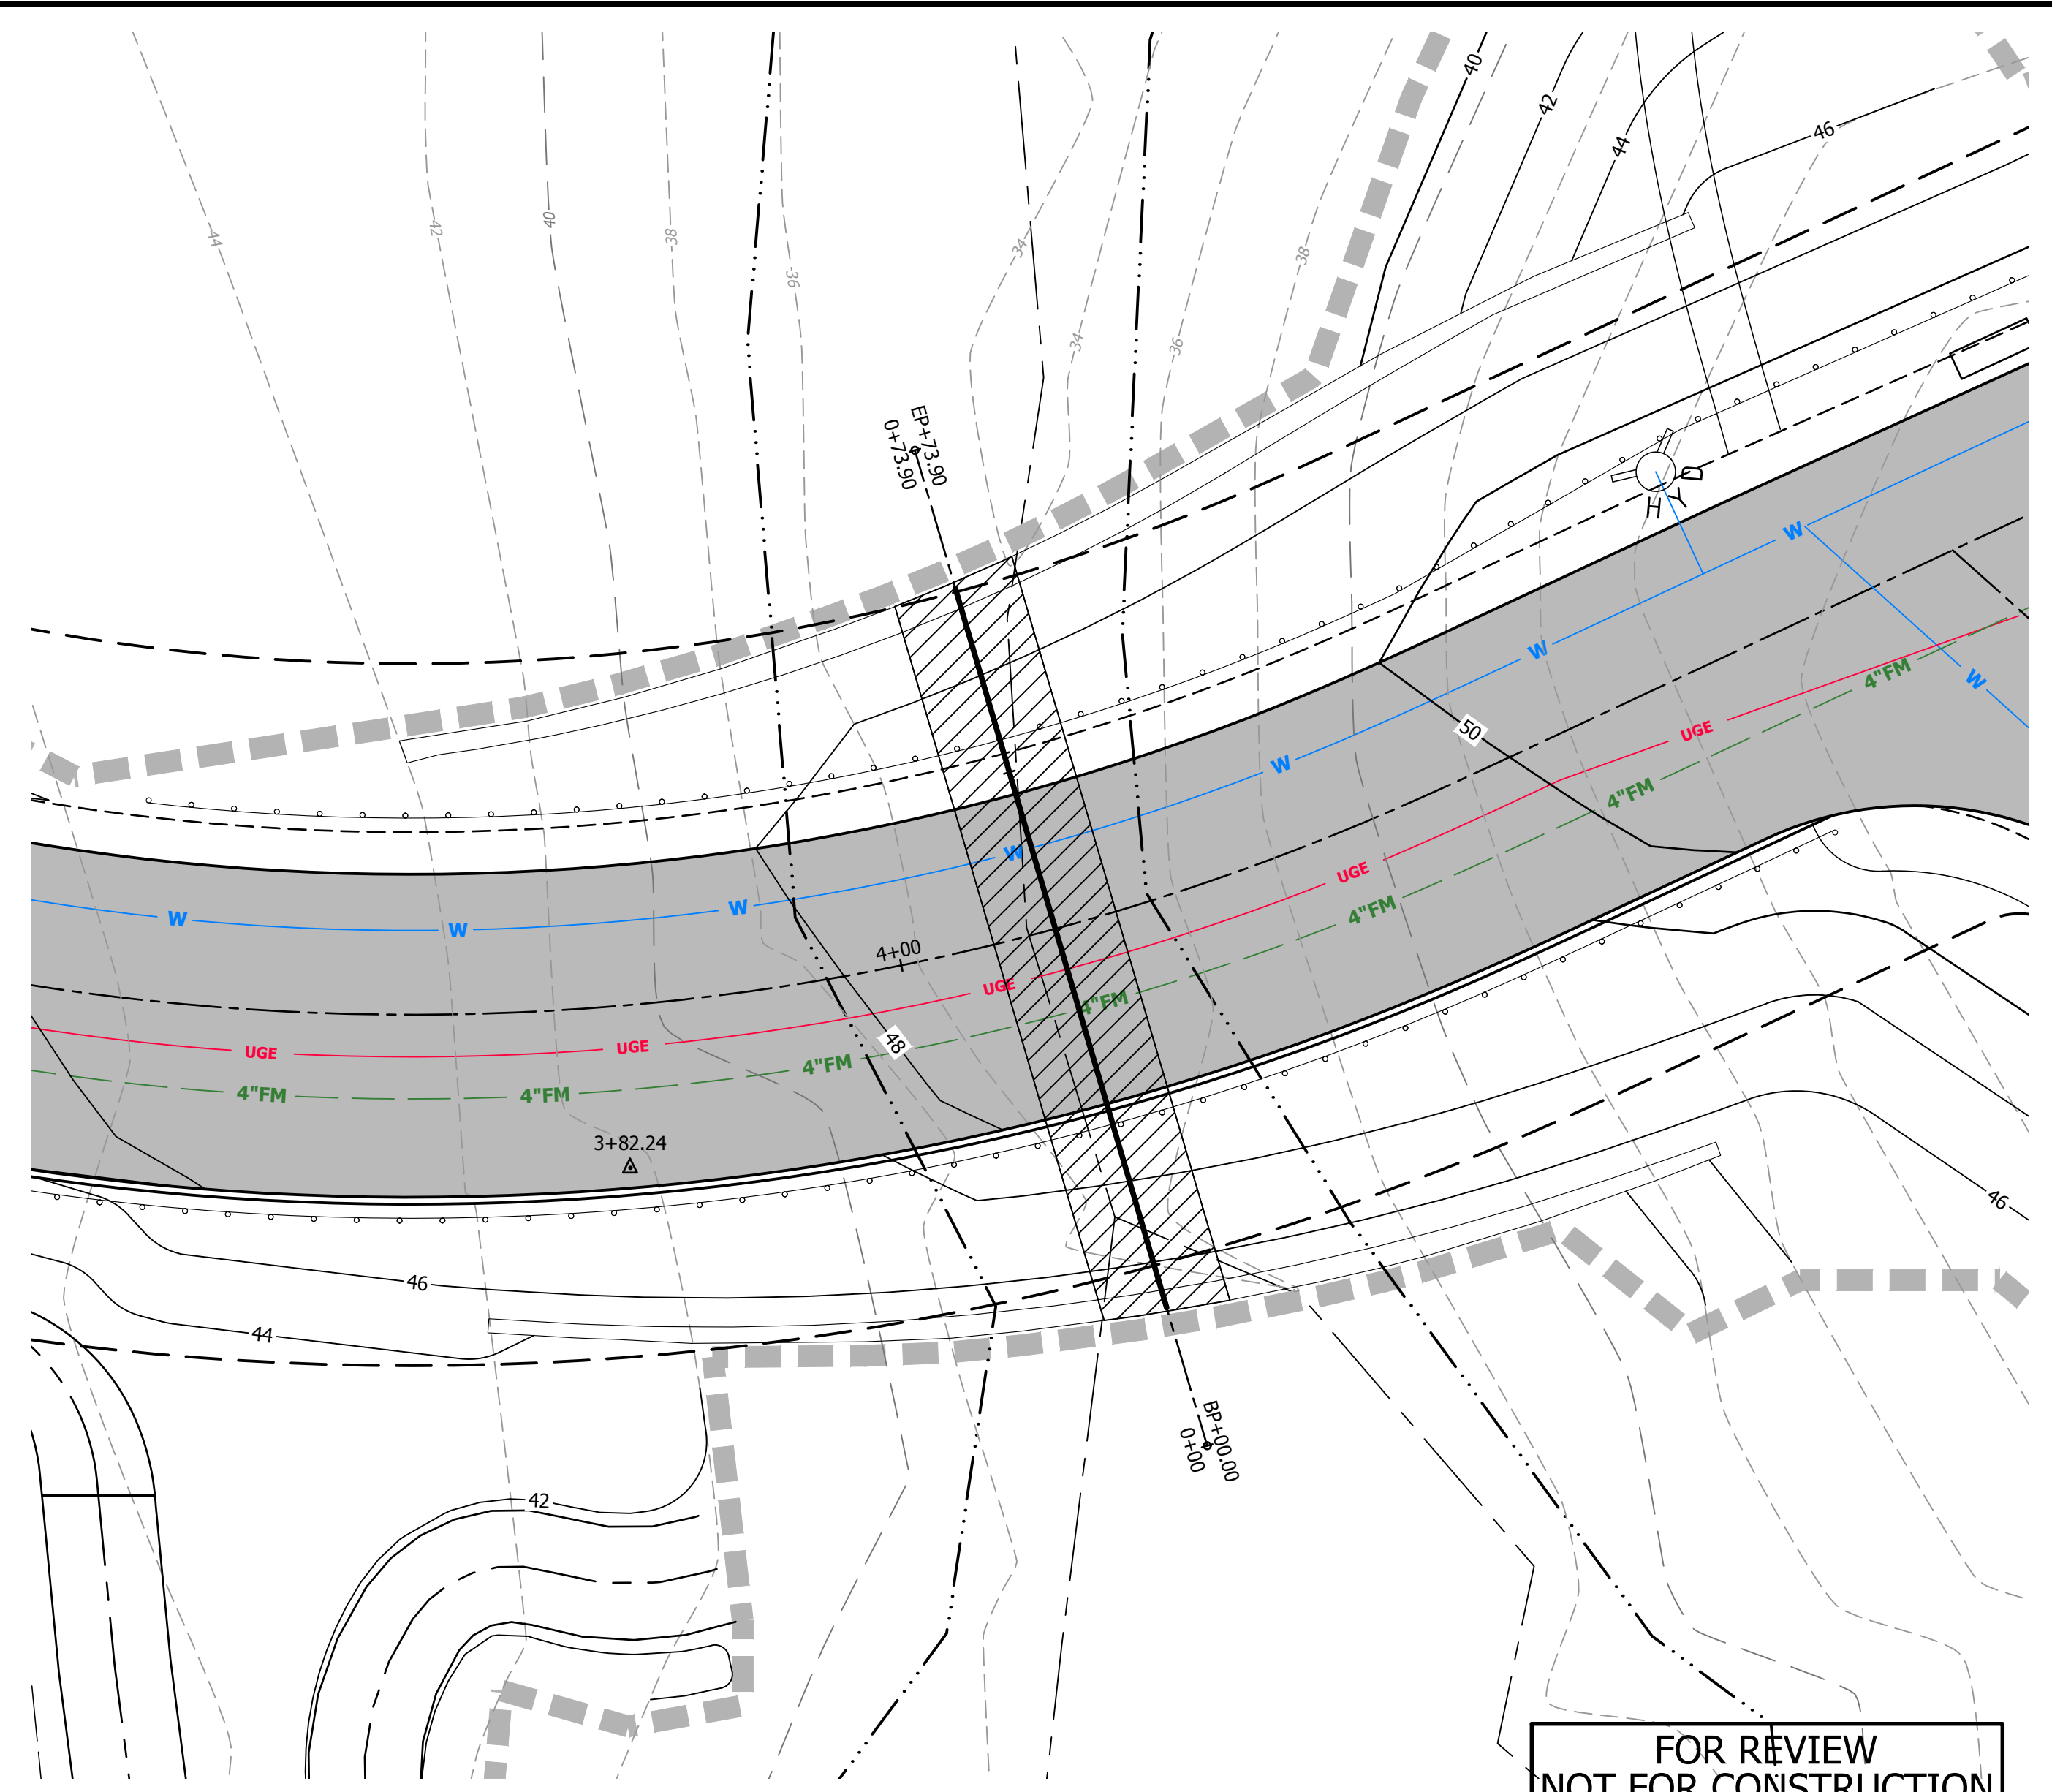 40
42
44
46
44
42
40
38
36
34
34
36
38
EP+73.90
0+73.90
HYD
W
W
W
W
W
W
W
W
50
4"FM
UGE
4"FM
UGE
4"FM
4+00
UGE
4"FM
48
UGE
UGE
4"FM
4"FM
4"FM
3+82.24
46
46
44
BP+00.00
0+00
42
FOR REVIEW
NOT FOR CONSTRUCTION